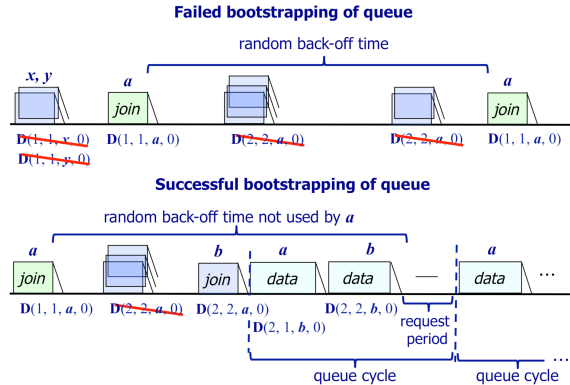 Failed bootstrapping of queue
random back-off time
x, y
a
a
join
join
D(1, 1, x, 0)
D(1, 1, a, 0)
D(2, 2, a, 0)
D(2, 2, a, 0)
D(1, 1, a, 0)
D(1, 1, y, 0)
Successful bootstrapping of queue
random back-off time not used by a
a
b
a
b
a
join
join
data
data
—
data
...
D(1, 1, a, 0)
D(2, 2, a, 0)
D(2, 2, a, 0)
D(2, 2, b, 0)
D(2, 1, b, 0)
request
period
...
queue cycle
queue cycle